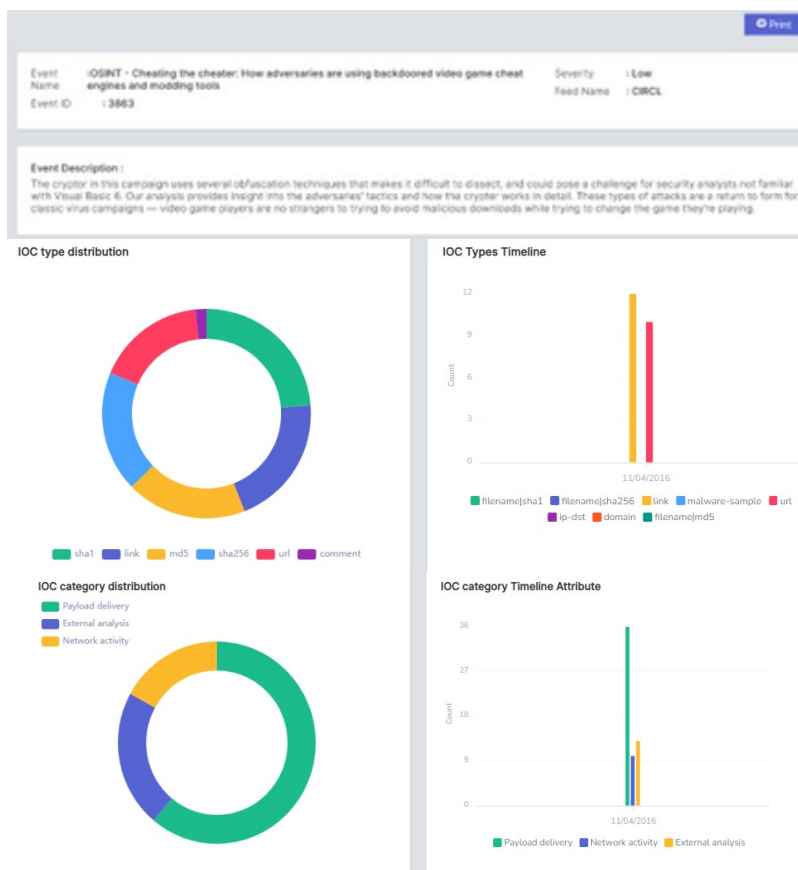 Print
Event Name :OSINT - Cheating the cheater: How adversaries are using backdoored video game cheat engines and modding tools
Severity : Low
Feed Name : CIRCL
Event ID : 3863
Event Description :
The cryptor in this campaign uses several obfuscation techniques that makes it difficult to dissect, and could pose a challenge for security analysts not familiar
with Visual Basic 6. Our analysis provides insight into the adversaries' tactics and how the crypter works in detail. These types of attacks are a return to form for
classic virus campaigns — video game players are no strangers to trying to avoid malicious downloads while trying to change the game they're playing.
IOC type distribution
sha1 link md5 sha256 url comment
IOC Types Timeline
12
9
6
3
0
Count
11/04/2016
filename|sha1 filename|sha256 link malware-sample url
ip-dst domain filename|md5
IOC category distribution
Payload delivery
External analysis
Network activity
IOC category Timeline Attribute
36
27
18
9
0
Count
11/04/2016
Payload delivery Network activity External analysis